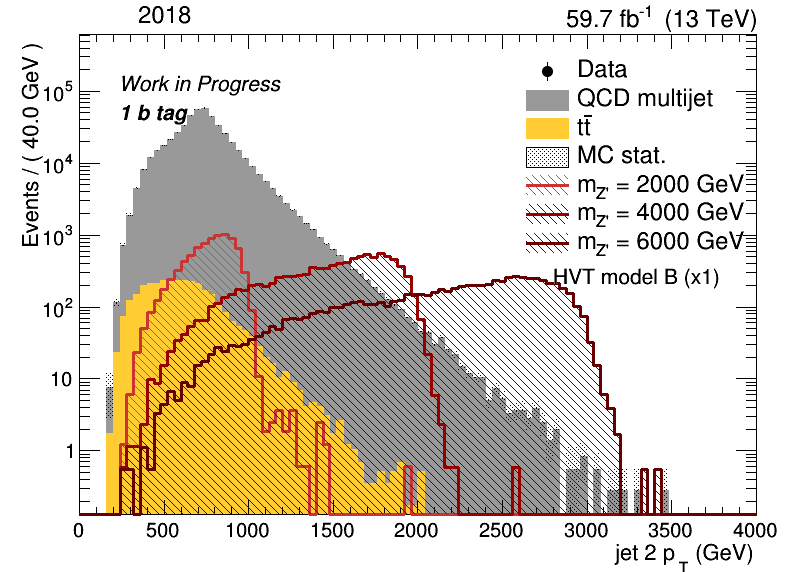 2018 59.7 fb⁻¹ (13 TeV)
Events / ( 40.0 GeV )
Work in Progress
1 b tag
Data
QCD multijet
tt̄
MC stat.
m_Z' = 2000 GeV
m_Z' = 4000 GeV
m_Z' = 6000 GeV
HVT model B (x1)
10⁵
10⁴
10³
10²
10
1
0 500 1000 1500 2000 2500 3000 3500 4000
jet 2 p_T (GeV)